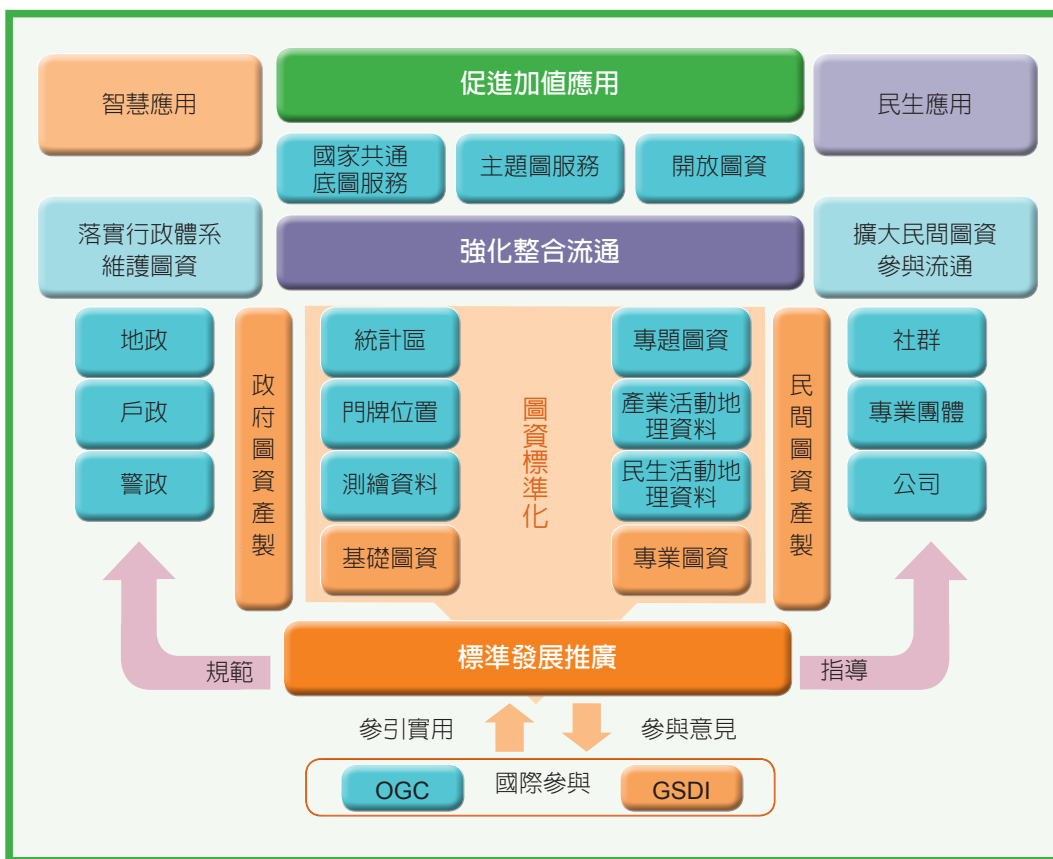 智慧應用
促進加值應用
民生應用
國家共通
底圖服務
主題圖服務
開放圖資
落實行政體系
維護圖資
強化整合流通
擴大民間圖資
參與流通
地政
戶政
警政
政府圖資產製
統計區
門牌位置
測繪資料
基礎圖資
圖資標準化
專題圖資
產業活動地
理資料
民生活動地
理資料
專業圖資
民間圖資產製
社群
專業團體
公司
規範
標準發展推廣
指導
參引實用
參與意見
OGC
國際參與
GSDI